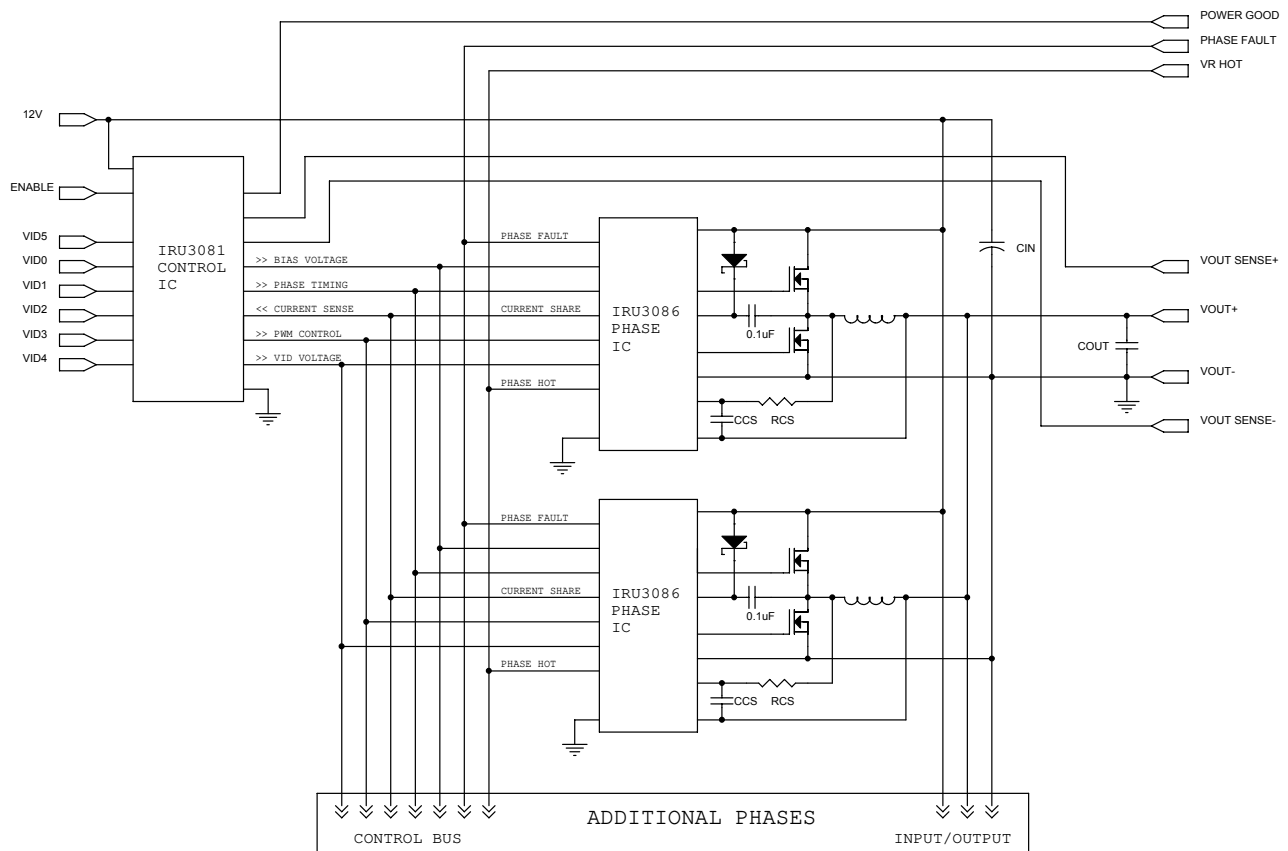 POWER GOOD
PHASE FAULT
VR HOT
12V
ENABLE
VID5
VID0
VID1
VID2
VID3
VID4
IRU3081
CONTROL
IC
>> BIAS VOLTAGE
>> PHASE TIMING
<< CURRENT SENSE
>> PWM CONTROL
>> VID VOLTAGE
PHASE FAULT
CURRENT SHARE
PHASE HOT
IRU3086
PHASE
IC
0.1uF
CCS
RCS
CIN
COUT
VOUT SENSE+
VOUT+
VOUT-
VOUT SENSE-
PHASE FAULT
CURRENT SHARE
PHASE HOT
IRU3086
PHASE
IC
0.1uF
CCS
RCS
ADDITIONAL PHASES
CONTROL BUS
INPUT/OUTPUT